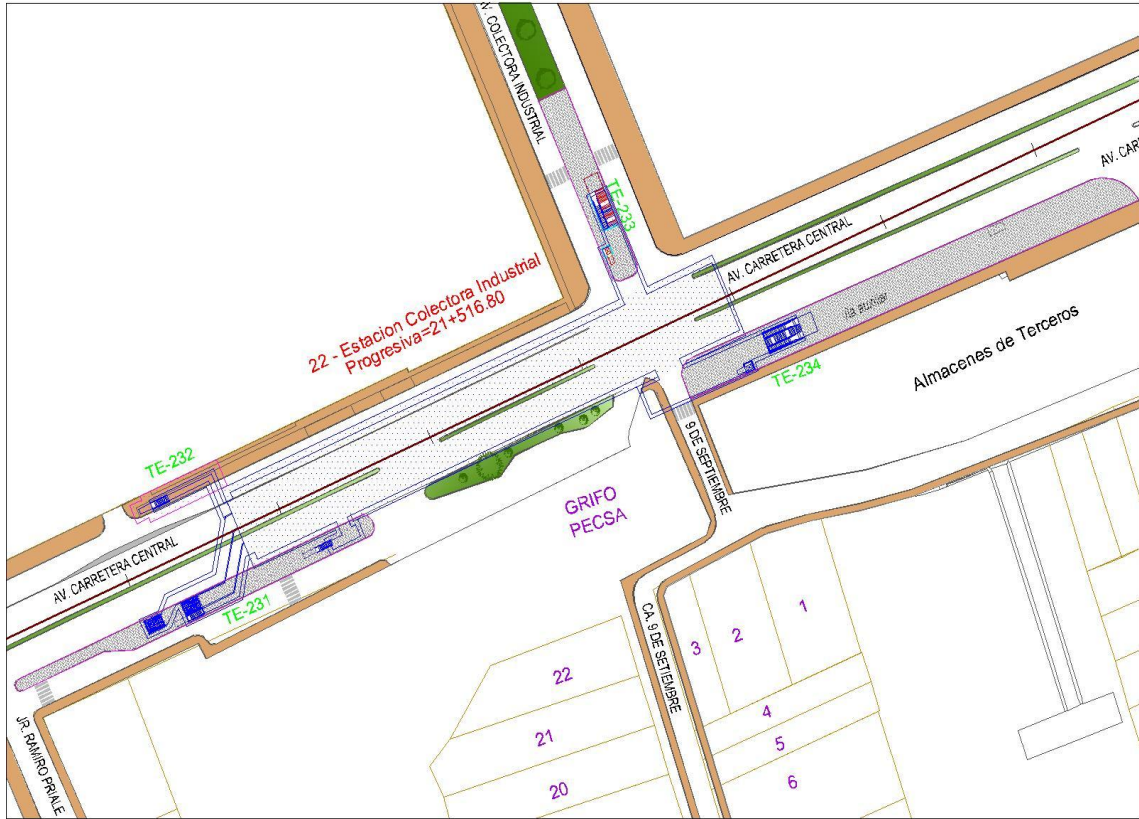 AV. COLECTORA INDUSTRIAL
TE-233
AV. CARRETERA CENTRAL
22 - Estacion Colectora Industrial
Progresiva=21+516.80
TE-234
Almacenes de Terceros
TE-232
9 DE SEPTIEMBRE
GRIFO
PECSA
AV. CARRETERA CENTRAL
TE-231
CA. 9 DE SETIEMBRE
1
2
3
4
5
6
22
21
20
JR. RAMIRO PRIALE